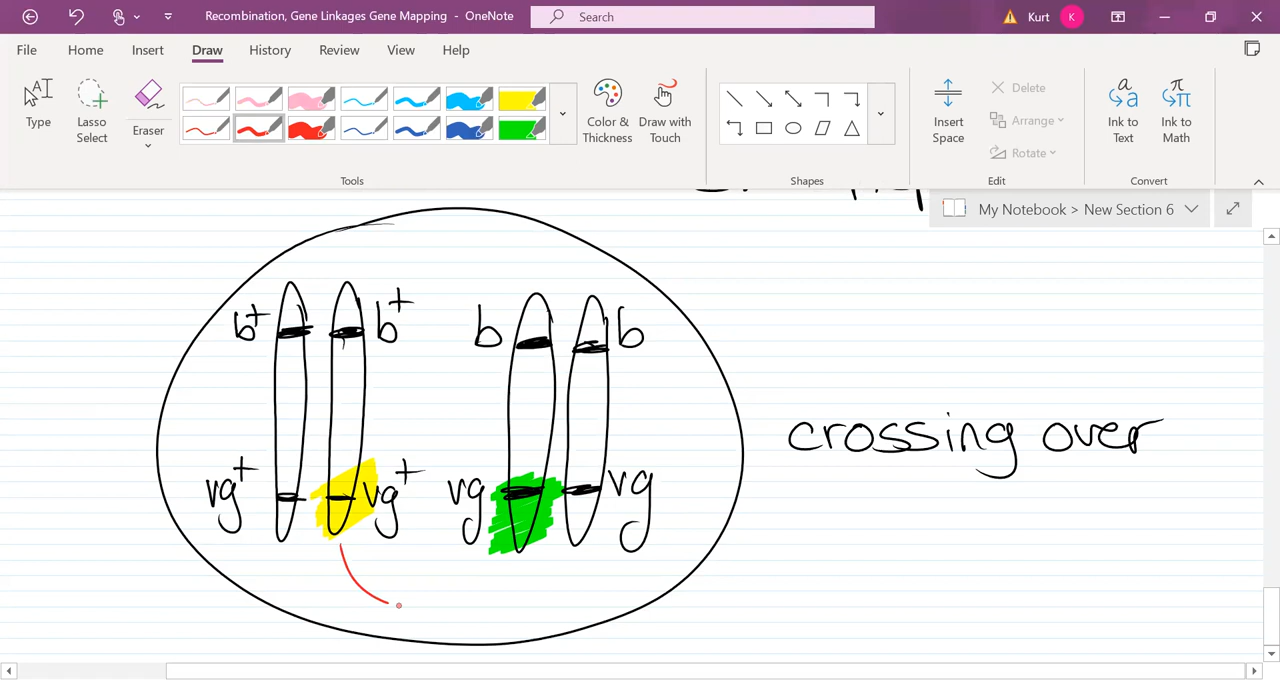 Recombination, Gene Linkages Gene Mapping - OneNote
Search
Kurt K
File Home Insert Draw History Review View Help
Type
Lasso Select
Eraser
Color & Thickness
Draw with Touch
Insert Space
Delete
Arrange
Rotate
Ink to Text
Ink to Math
Tools Shapes Edit Convert
My Notebook > New Section 6
b+ b+ b b
crossing over
vg+ vg+ vg vg